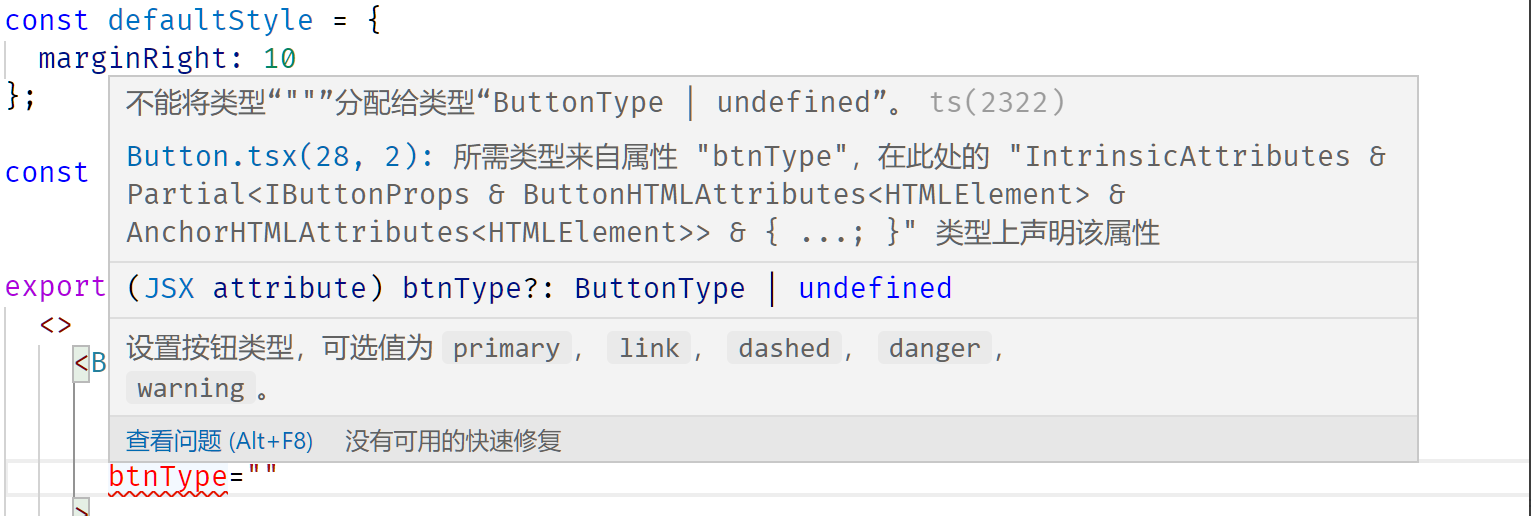 const defaultStyle = {
marginRight: 10
};
不能将类型“""”分配给类型“ButtonType | undefined”。 ts(2322)
Button.tsx(28, 2): 所需类型来自属性 "btnType"，在此处的 "IntrinsicAttributes &
const
Partial<IButtonProps & ButtonHTMLAttributes<HTMLElement> &
AnchorHTMLAttributes<HTMLElement>> & { ...; }" 类型上声明该属性
export
(JSX attribute) btnType?: ButtonType | undefined
<>
设置按钮类型，可选值为 primary， link， dashed， danger，
<B
warning。
查看问题 (Alt+F8) 没有可用的快速修复
btnType=""
>